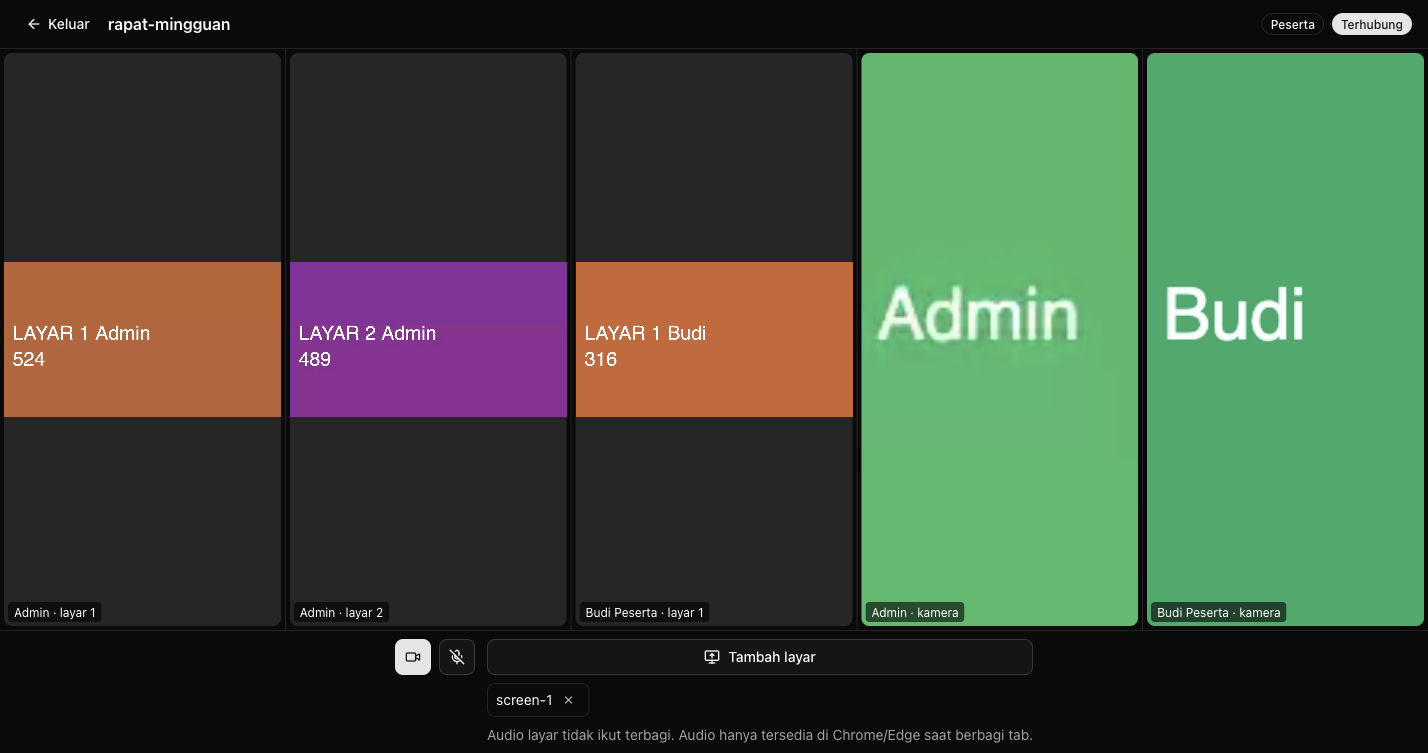 Keluar
rapat-mingguan
Peserta
Terhubung
LAYAR 1 Admin
524
Admin · layar 1
LAYAR 2 Admin
489
Admin · layar 2
LAYAR 1 Budi
316
Budi Peserta · layar 1
Admin
Admin · kamera
Budi
Budi Peserta · kamera
Tambah layar
screen-1
Audio layar tidak ikut terbagi. Audio hanya tersedia di Chrome/Edge saat berbagi tab.